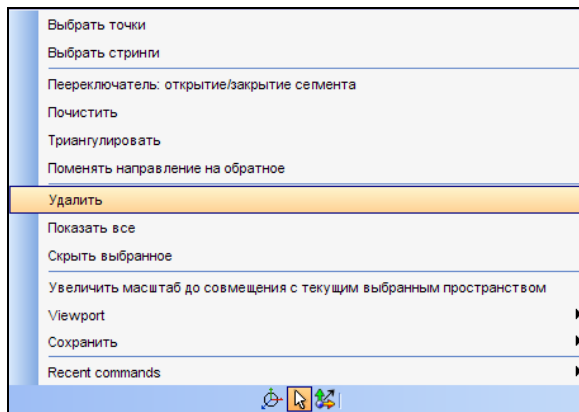 Выбрать точки
Выбрать стринги
Пеереключатель: открытие/закрытие сегмента
Почистить
Триангулировать
Поменять направление на обратное
Удалить
Показать все
Скрыть выбранное
Увеличить масштаб до совмещения с текущим выбранным пространством
Viewport
Сохранить
Recent commands